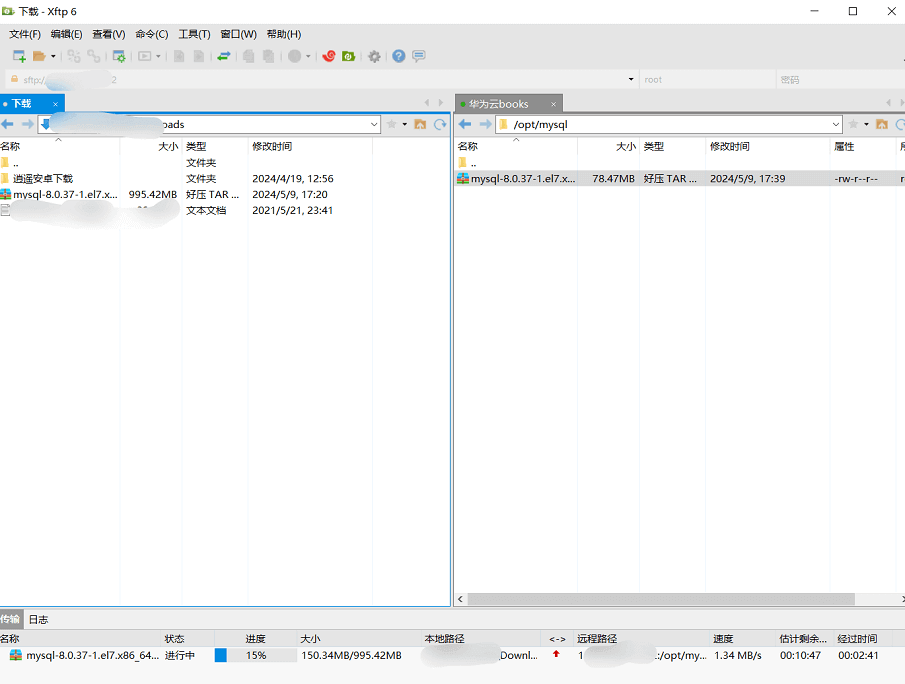 下载 - Xftp 6
文件(F) 编辑(E) 查看(V) 命令(C) 工具(T) 窗口(W) 帮助(H)
sftp:/ 2 root 密码
下载 × 华为云books ×
oads /opt/mysql
名称 大小 类型 修改时间 名称 大小 类型 修改时间 属性
.. 文件夹 ..
逍遥安卓下载 文件夹 2024/4/19, 12:56 mysql-8.0.37-1.el7.x... 78.47MB 好压 TAR ... 2024/5/9, 17:39 -rw-r--r-- r
mysql-8.0.37-1.el7.x... 995.42MB 好压 TAR ... 2024/5/9, 17:20
文本文档 2021/5/21, 23:41
传输 日志
名称 状态 进度 大小 本地路径 <-> 远程路径 速度 估计剩余... 经过时间
mysql-8.0.37-1.el7.x86_64... 进行中 15% 150.34MB/995.42MB \Downl... 1 :/opt/my... 1.34 MB/s 00:10:47 00:02:41